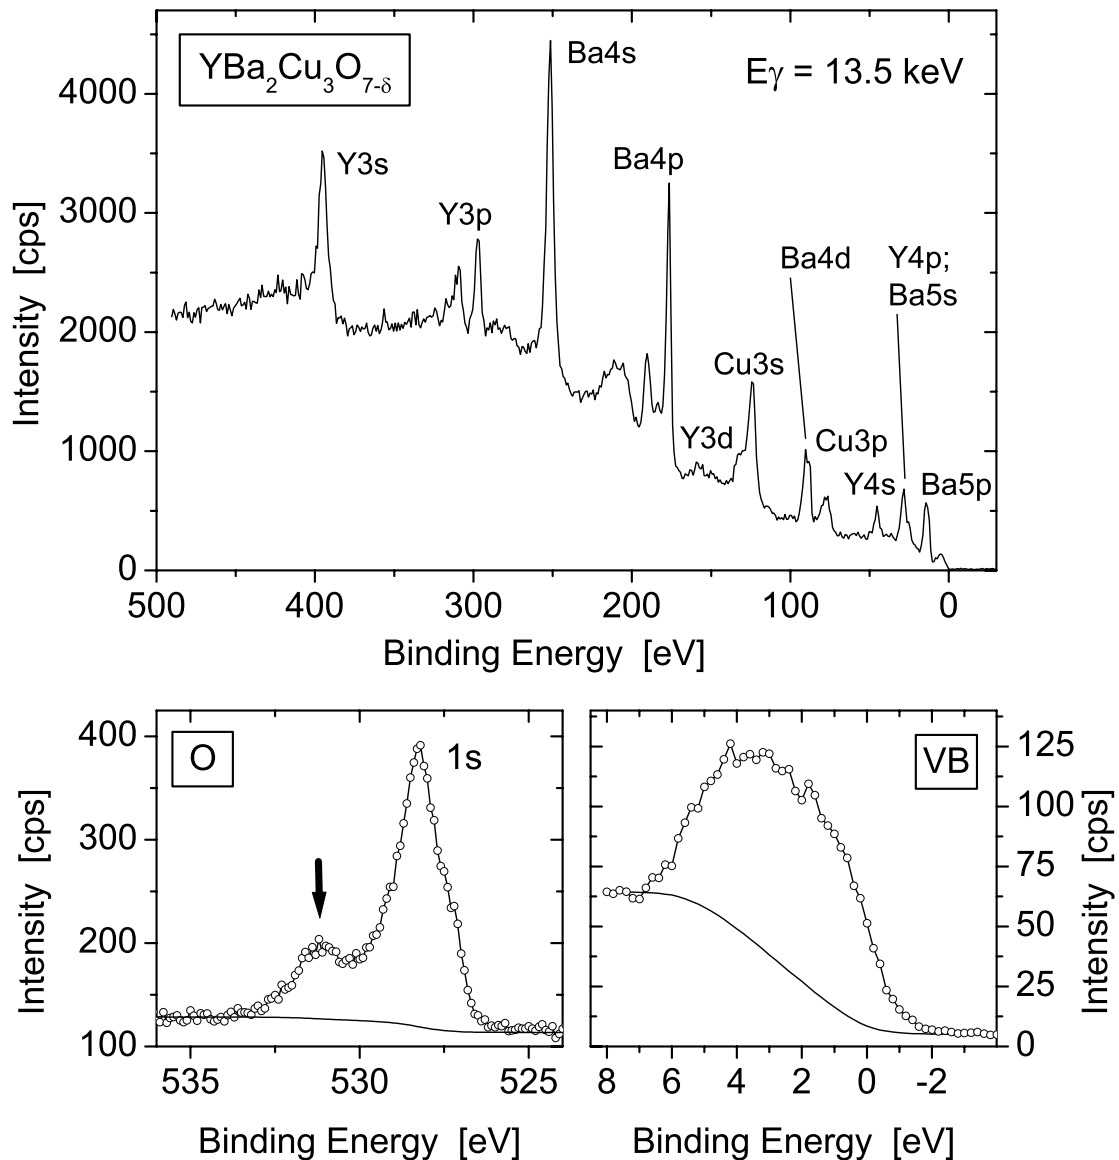 YBa₂Cu₃O₇₋δ
Eγ = 13.5 keV
Ba4s
Y3s
Y3p
Ba4p
Ba4d
Y4p;
Ba5s
Cu3s
Y3d
Cu3p
Y4s
Ba5p
Intensity [cps]
4000
3000
2000
1000
0
500
400
300
200
100
0
Binding Energy [eV]
O
1s
Intensity [cps]
400
300
200
100
535
530
525
Binding Energy [eV]
VB
125
100
75
50
25
0
Intensity [cps]
8
6
4
2
0
-2
Binding Energy [eV]